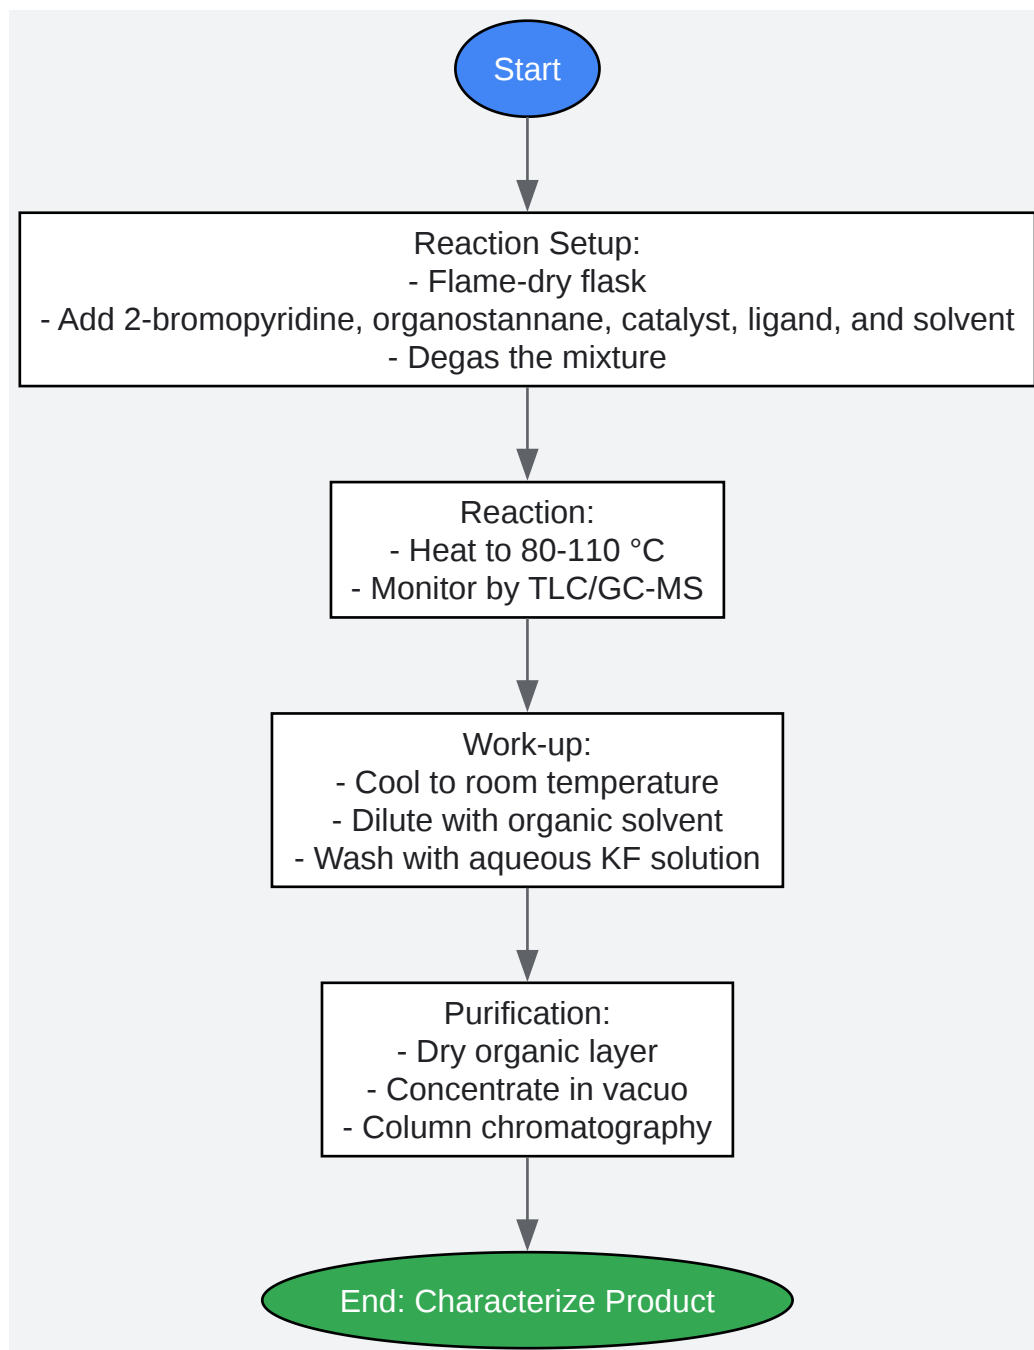 Start
Reaction Setup:
- Flame-dry flask
- Add 2-bromopyridine, organostannane, catalyst, ligand, and solvent
- Degas the mixture
Reaction:
- Heat to 80-110 °C
- Monitor by TLC/GC-MS
Work-up:
- Cool to room temperature
- Dilute with organic solvent
- Wash with aqueous KF solution
Purification:
- Dry organic layer
- Concentrate in vacuo
- Column chromatography
End: Characterize Product